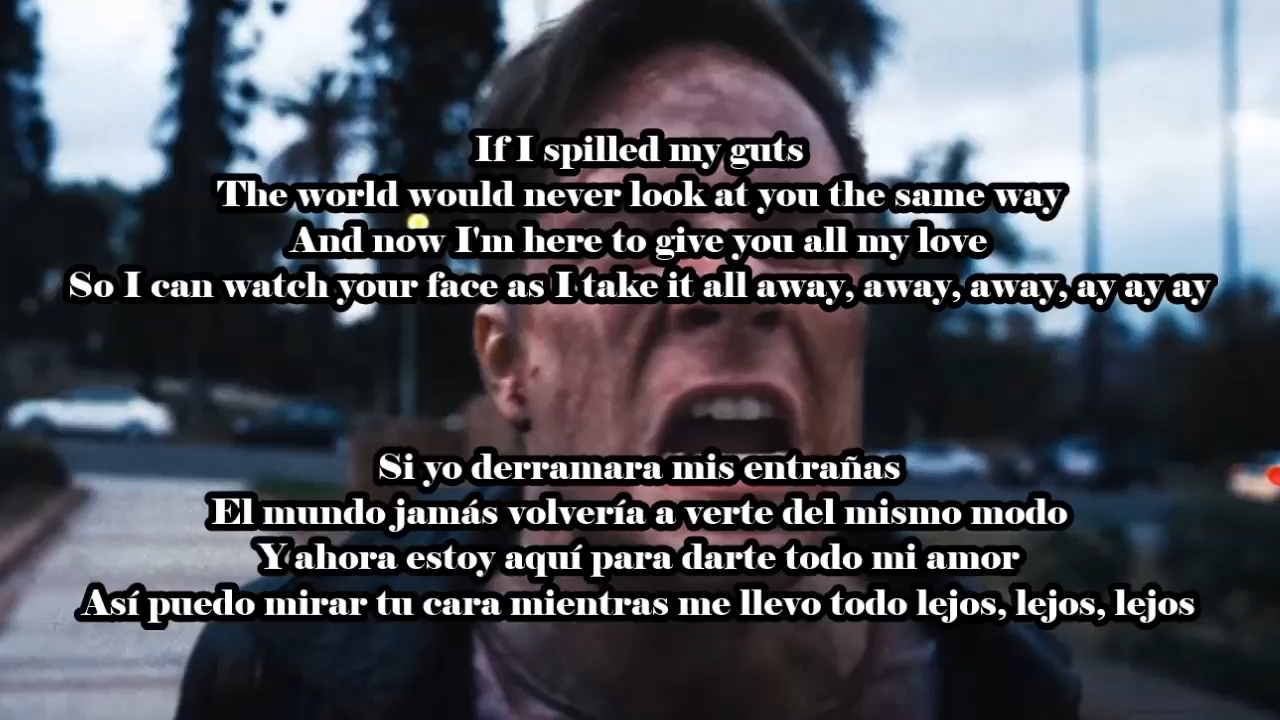 If I spilled my guts
The world would never look at you the same way
And now I'm here to give you all my love
So I can watch your face as I take it all away, away, away, ay ay ay
Si yo derramara mis entrañas
El mundo jamás volvería a verte del mismo modo
Y ahora estoy aquí para darte todo mi amor
Así puedo mirar tu cara mientras me llevo todo lejos, lejos, lejos